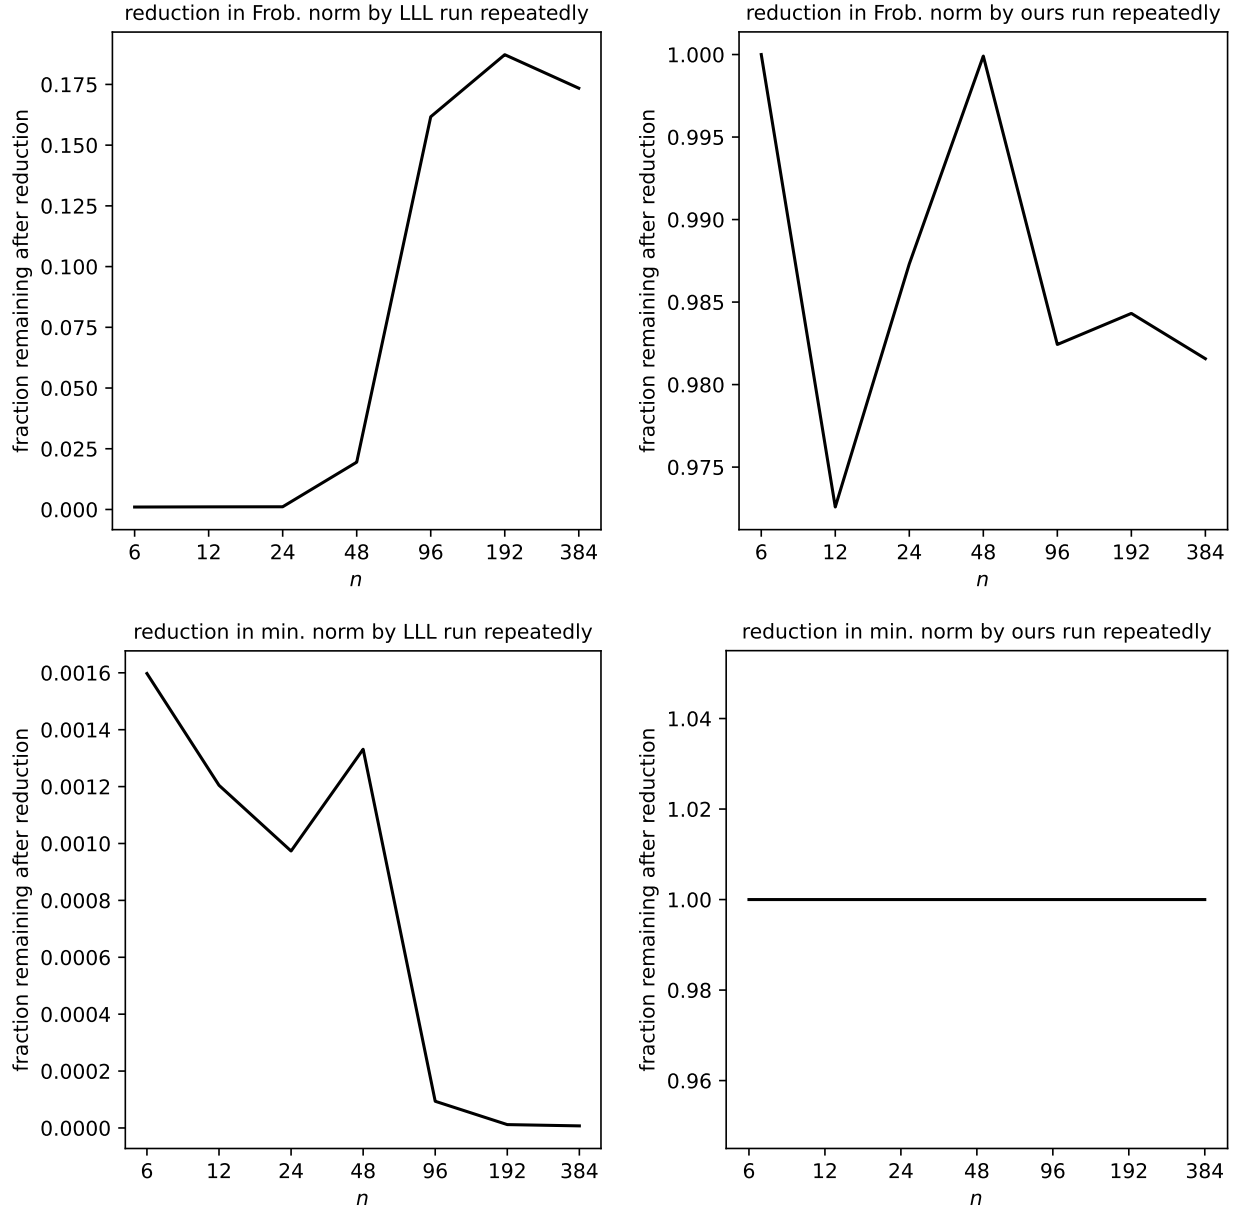 reduction in Frob. norm by LLL run repeatedly
fraction remaining after reduction
0.175
0.150
0.125
0.100
0.075
0.050
0.025
0.000
6 12 24 48 96 192 384
n
reduction in Frob. norm by ours run repeatedly
fraction remaining after reduction
1.000
0.995
0.990
0.985
0.980
0.975
6 12 24 48 96 192 384
n
reduction in min. norm by LLL run repeatedly
fraction remaining after reduction
0.0016
0.0014
0.0012
0.0010
0.0008
0.0006
0.0004
0.0002
0.0000
6 12 24 48 96 192 384
n
reduction in min. norm by ours run repeatedly
fraction remaining after reduction
1.04
1.02
1.00
0.98
0.96
6 12 24 48 96 192 384
n